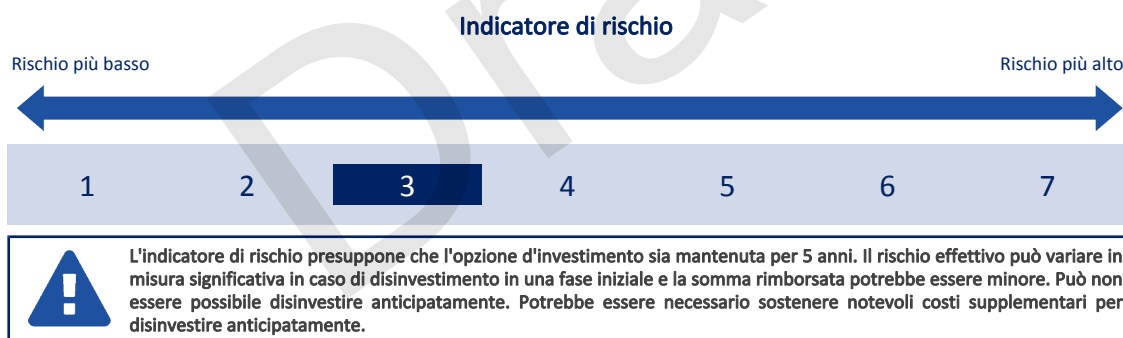 Indicatore di rischio
Rischio più basso
Rischio più alto
1 2 3 4 5 6 7
L'indicatore di rischio presuppone che l'opzione d'investimento sia mantenuta per 5 anni. Il rischio effettivo può variare in
misura significativa in caso di disinvestimento in una fase iniziale e la somma rimborsata potrebbe essere minore. Può non
essere possibile disinvestire anticipatamente. Potrebbe essere necessario sostenere notevoli costi supplementari per
disinvestire anticipatamente.